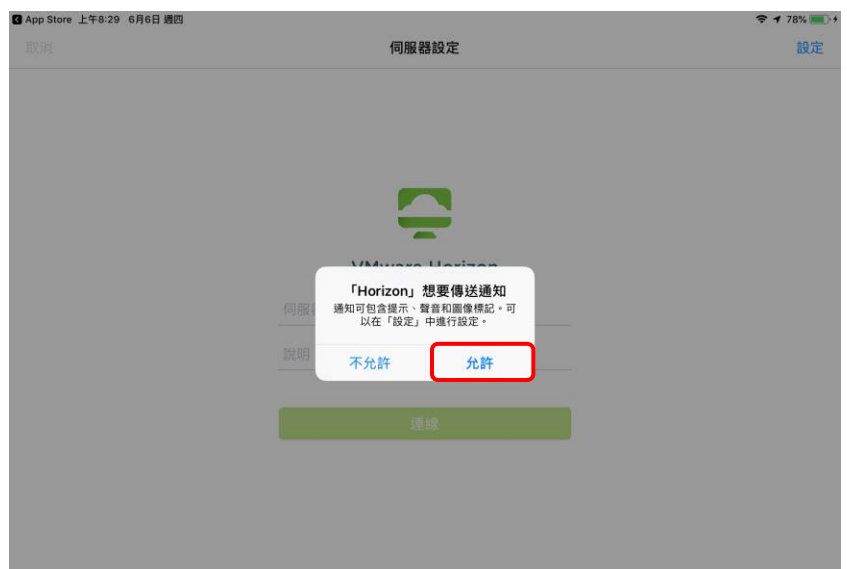 App Store 上午8:29 6月6日 週四
78%
取消
伺服器設定
設定
VMware Horizon
「Horizon」想要傳送通知
通知可包含提示、聲音和圖像標記。可
以在「設定」中進行設定。
伺服
說明
不允許
允許
連線